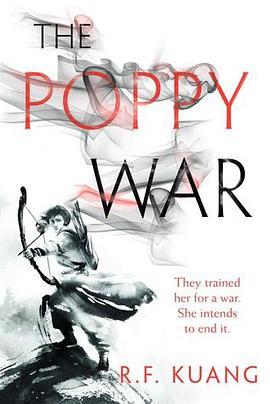 THE
POPPY
WAR
They trained
her for a war.
She intends
to end it.
R.F. KUANG